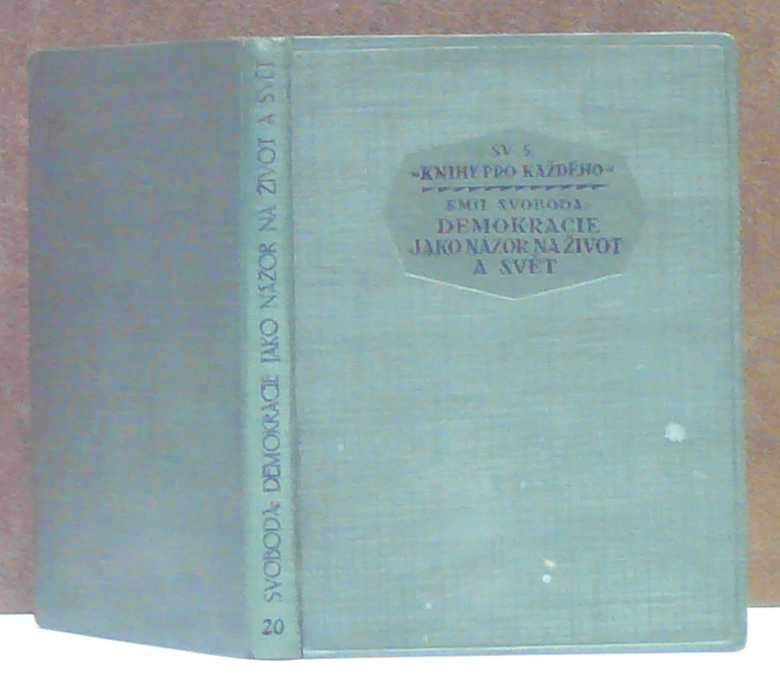 SV. 5.
"KNIHY PRO KAŽDÉHO"
EMIL SVOBODA:
DEMOKRACIE
JAKO NÁZOR NA ŽIVOT
A SVĚT
SVOBODA: DEMOKRACIE JAKO NÁZOR NA ŽIVOT A SVĚT
20